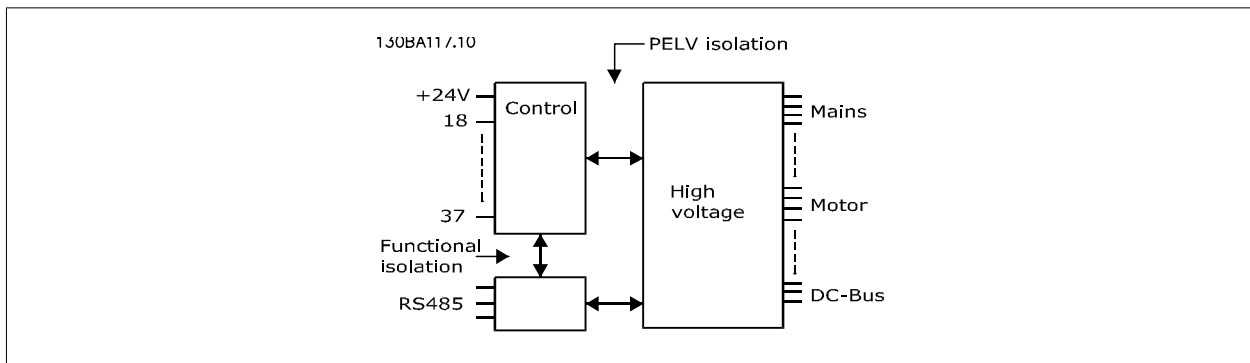 130BA117.10
PELV isolation
+24V
Control
18
37
High
voltage
Mains
Motor
DC-Bus
Functional
isolation
RS485